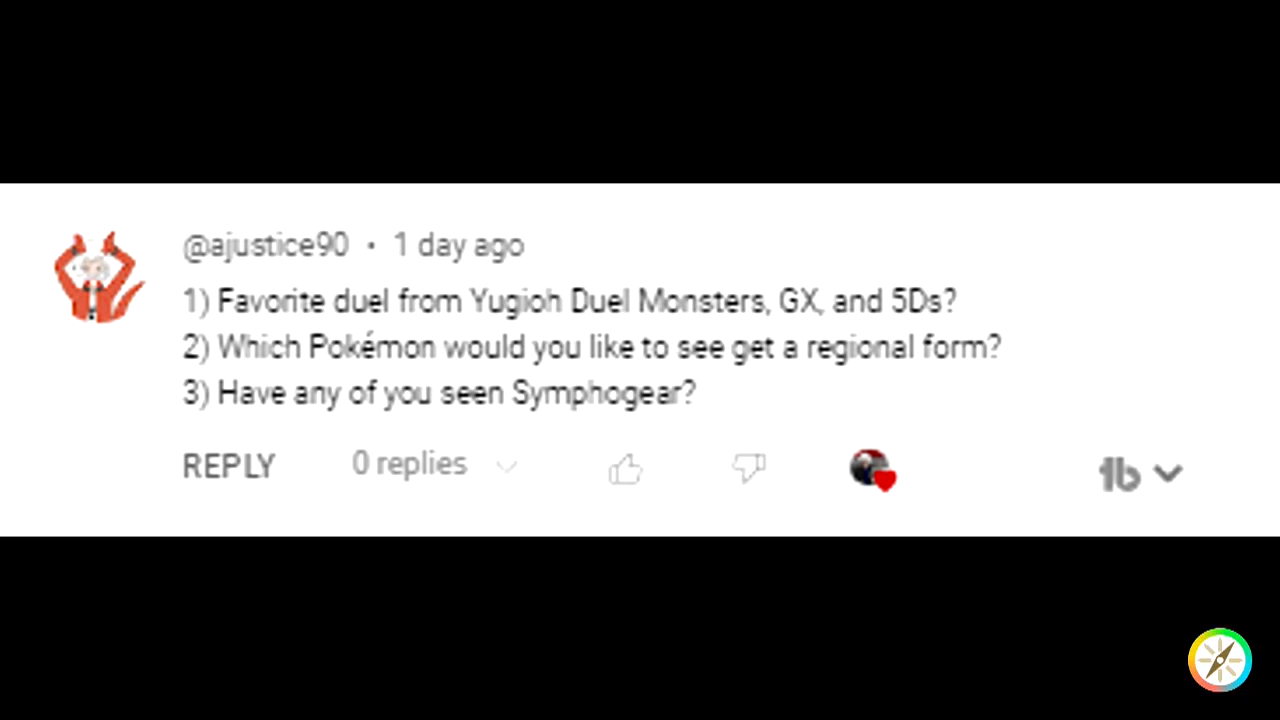 @ajustice90 • 1 day ago
1) Favorite duel from Yugioh Duel Monsters, GX, and 5Ds?
2) Which Pokémon would you like to see get a regional form?
3) Have any of you seen Symphogear?
REPLY 0 replies